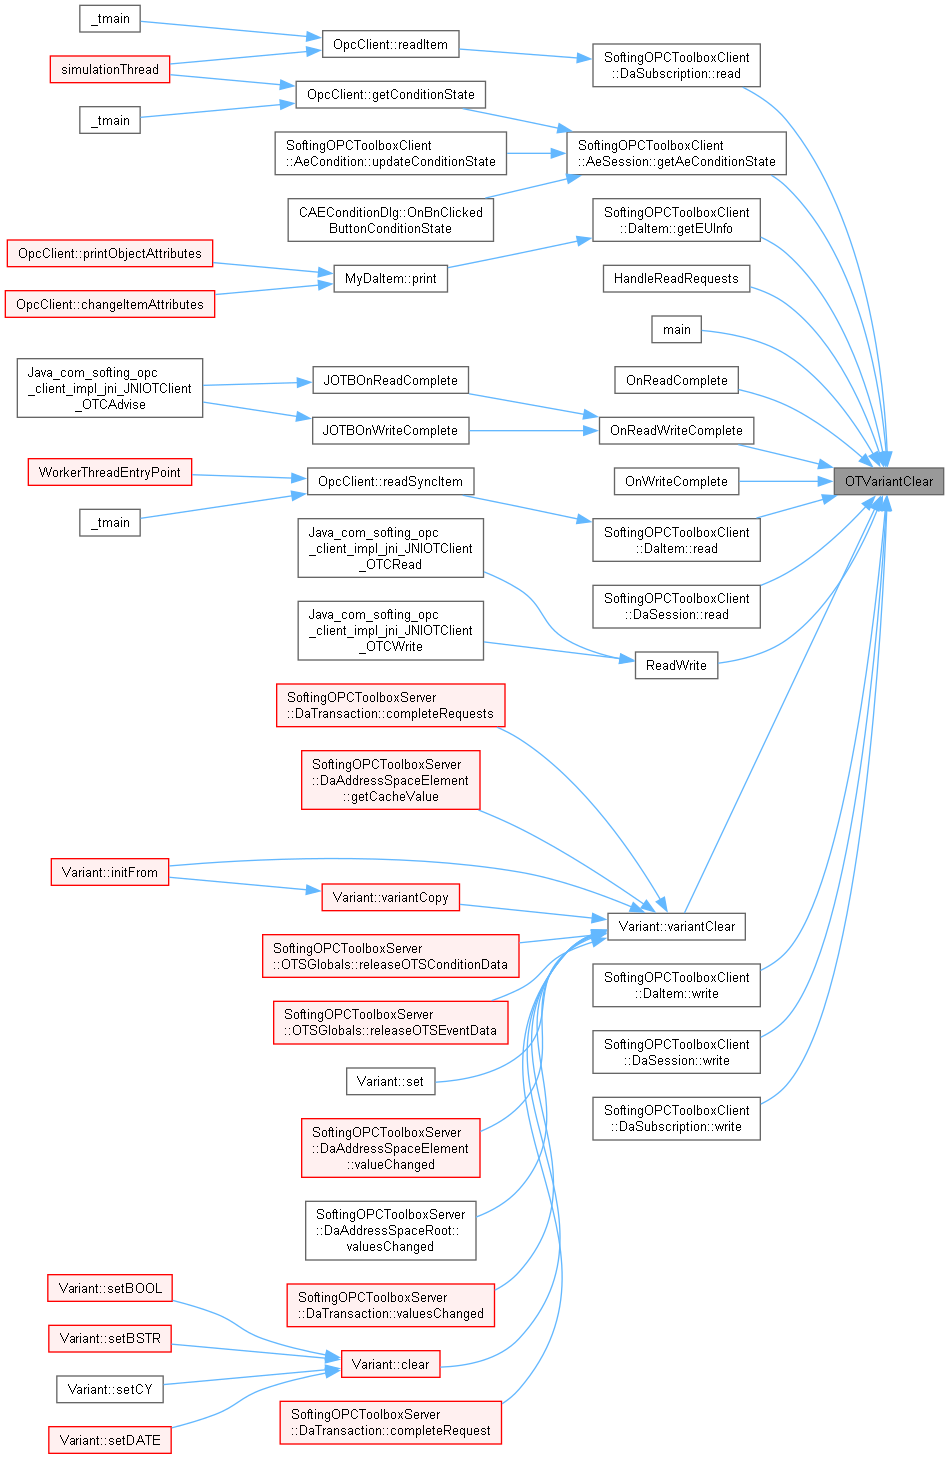 _tmain
OpcClient::readItem
SoftingOPCToolboxClient
::DaSubscription::read
simulationThread
OpcClient::getConditionState
_tmain
SoftingOPCToolboxClient
::AeCondition::updateConditionState
SoftingOPCToolboxClient
::AeSession::getAeConditionState
CAEConditionDlg::OnBnClicked
ButtonConditionState
SoftingOPCToolboxClient
::DaItem::getEUInfo
OpcClient::printObjectAttributes
MyDaItem::print
HandleReadRequests
OpcClient::changeItemAttributes
main
Java_com_softing_opc
_client_impl_jni_JNIOTClient
_OTCAdvise
JOTBOnReadComplete
OnReadComplete
JOTBOnWriteComplete
OnReadWriteComplete
WorkerThreadEntryPoint
OpcClient::readSyncItem
OnWriteComplete
OTVariantClear
_tmain
Java_com_softing_opc
_client_impl_jni_JNIOTClient
_OTCRead
SoftingOPCToolboxClient
::DaItem::read
SoftingOPCToolboxClient
::DaSession::read
Java_com_softing_opc
_client_impl_jni_JNIOTClient
_OTCWrite
ReadWrite
SoftingOPCToolboxServer
::DaTransaction::completeRequests
SoftingOPCToolboxServer
::DaAddressSpaceElement
::getCacheValue
Variant::initFrom
Variant::variantCopy
Variant::variantClear
SoftingOPCToolboxServer
::OTSGlobals::releaseOTSConditionData
SoftingOPCToolboxClient
::DaItem::write
SoftingOPCToolboxServer
::OTSGlobals::releaseOTSEventData
SoftingOPCToolboxClient
::DaSession::write
Variant::set
SoftingOPCToolboxClient
::DaSubscription::write
SoftingOPCToolboxServer
::DaAddressSpaceElement
::valueChanged
SoftingOPCToolboxServer
::DaAddressSpaceRoot::
valuesChanged
Variant::setBOOL
SoftingOPCToolboxServer
::DaTransaction::valuesChanged
Variant::setBSTR
Variant::clear
Variant::setCY
SoftingOPCToolboxServer
::DaTransaction::completeRequest
Variant::setDATE